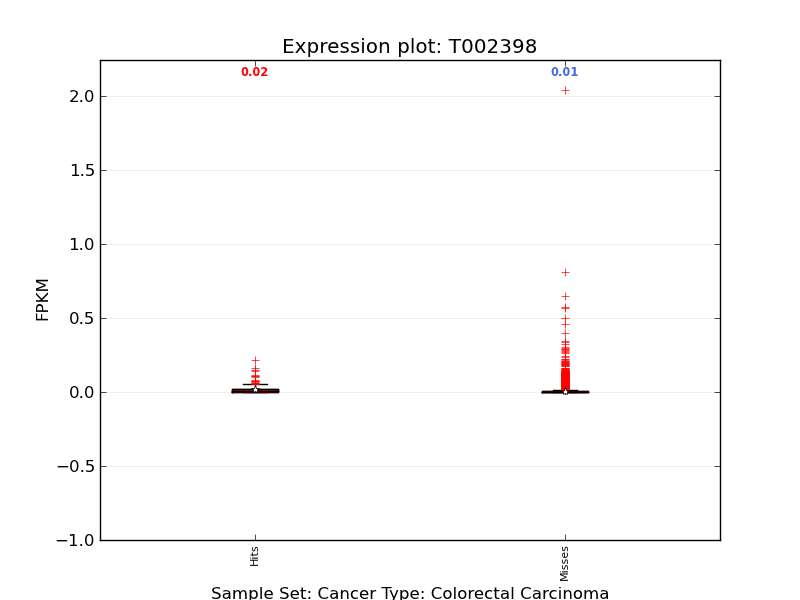 Expression plot: T002398
0.02
0.01
2.0
1.5
1.0
0.5
0.0
−0.5
−1.0
FPKM
Hits
Misses
Sample Set: Cancer Type: Colorectal Carcinoma